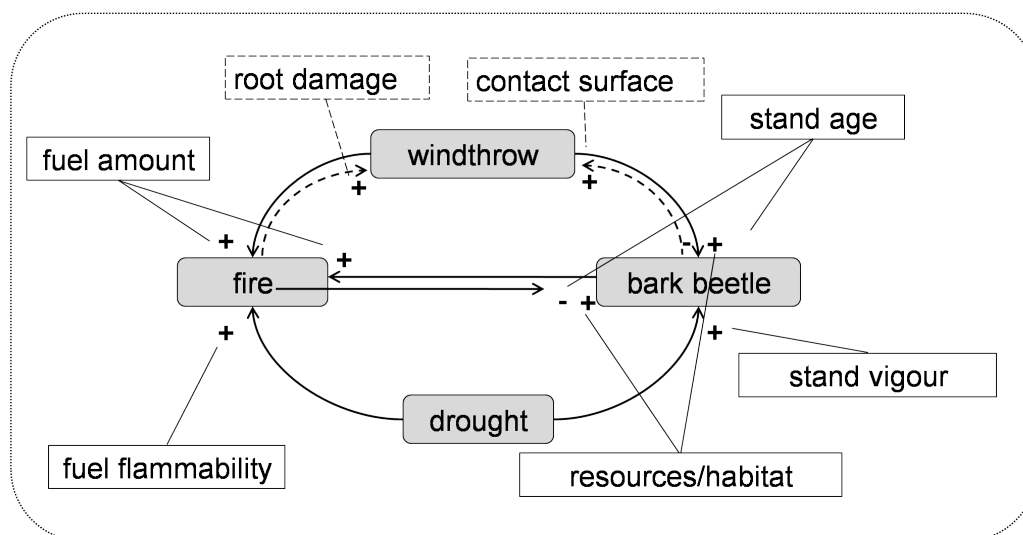 root damage
contact surface
stand age
windthrow
fuel amount
+
+
+
+
- +
fire
bark beetle
- +
+
+
stand vigour
drought
fuel flammability
resources/habitat